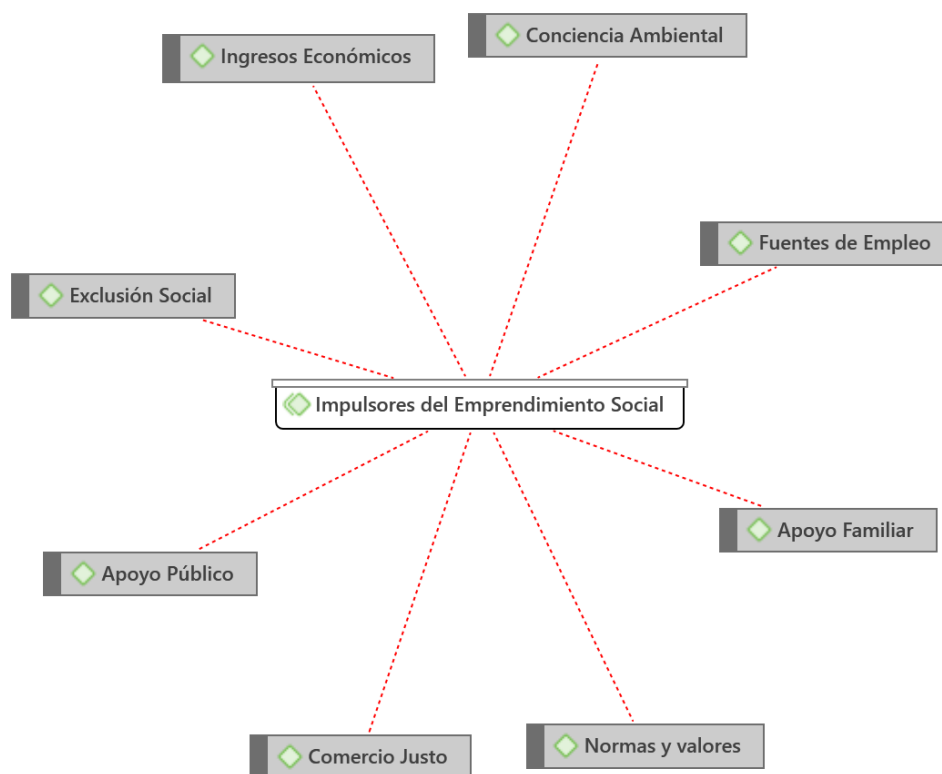 Conciencia Ambiental
Ingresos Económicos
Fuentes de Empleo
Exclusión Social
Impulsores del Emprendimiento Social
Apoyo Familiar
Apoyo Público
Normas y valores
Comercio Justo